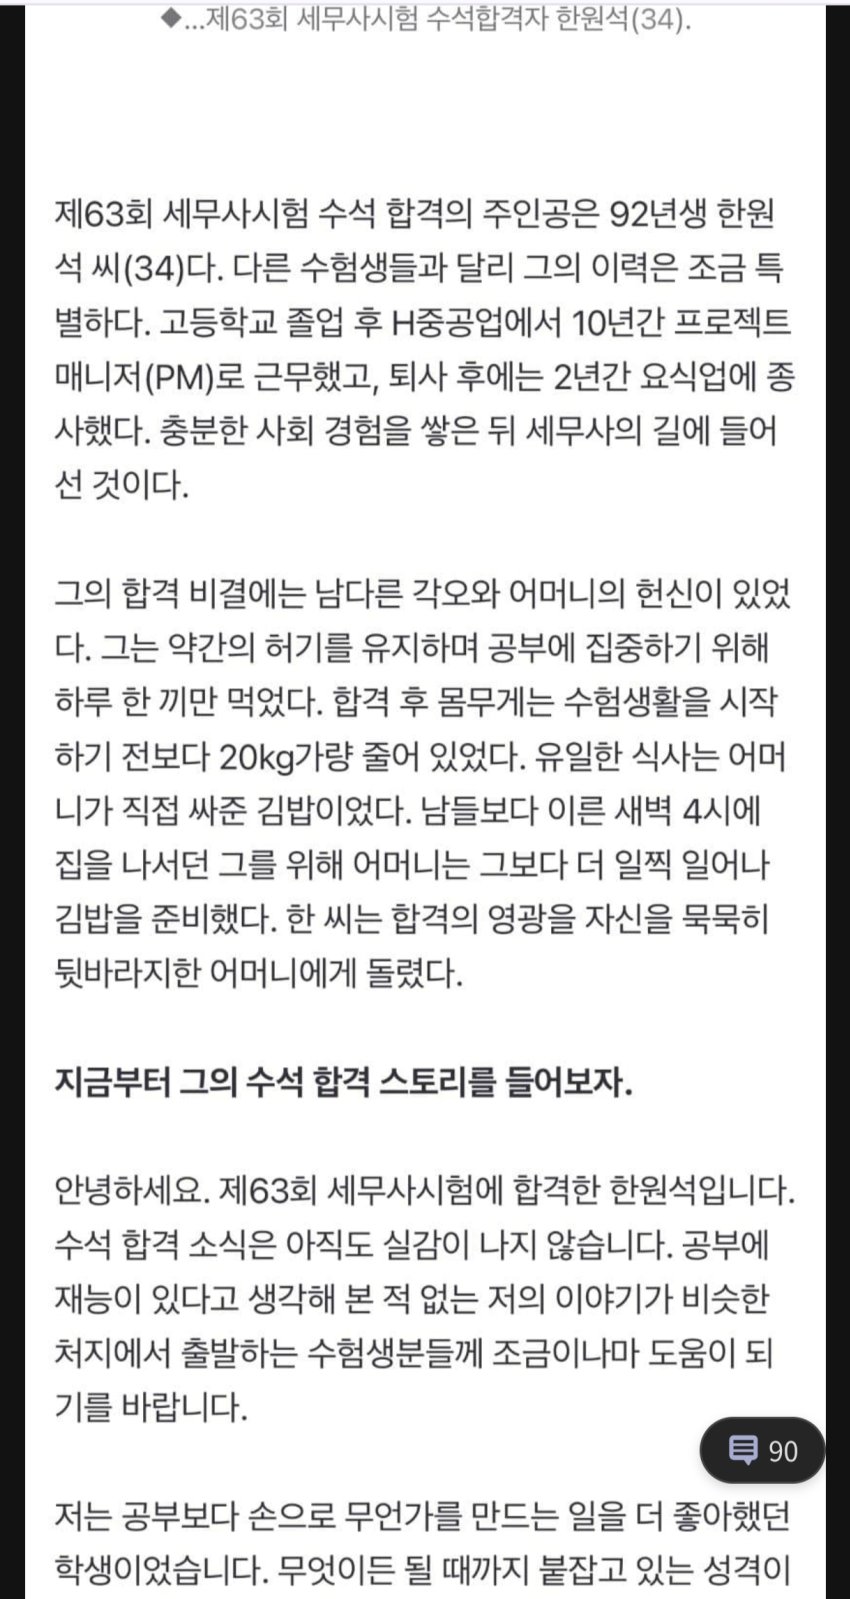 ◆...제63회 세무사시험 수석합격자 한원석(34).
제63회 세무사시험 수석 합격의 주인공은 92년생 한원
석 씨(34)다. 다른 수험생들과 달리 그의 이력은 조금 특
별하다. 고등학교 졸업 후 H중공업에서 10년간 프로젝트
매니저(PM)로 근무했고, 퇴사 후에는 2년간 요식업에 종
사했다. 충분한 사회 경험을 쌓은 뒤 세무사의 길에 들어
선 것이다.
그의 합격 비결에는 남다른 각오와 어머니의 헌신이 있었
다. 그는 약간의 허기를 유지하며 공부에 집중하기 위해
하루 한 끼만 먹었다. 합격 후 몸무게는 수험생활을 시작
하기 전보다 20kg가량 줄어 있었다. 유일한 식사는 어머
니가 직접 싸준 김밥이었다. 남들보다 이른 새벽 4시에
집을 나서던 그를 위해 어머니는 그보다 더 일찍 일어나
김밥을 준비했다. 한 씨는 합격의 영광을 자신을 묵묵히
뒷바라지한 어머니에게 돌렸다.
지금부터 그의 수석 합격 스토리를 들어보자.
안녕하세요. 제63회 세무사시험에 합격한 한원석입니다.
수석 합격 소식은 아직도 실감이 나지 않습니다. 공부에
재능이 있다고 생각해 본 적 없는 저의 이야기가 비슷한
처지에서 출발하는 수험생분들께 조금이나마 도움이 되
기를 바랍니다.
90
저는 공부보다 손으로 무언가를 만드는 일을 더 좋아했던
학생이었습니다. 무엇이든 될 때까지 붙잡고 있는 성격이